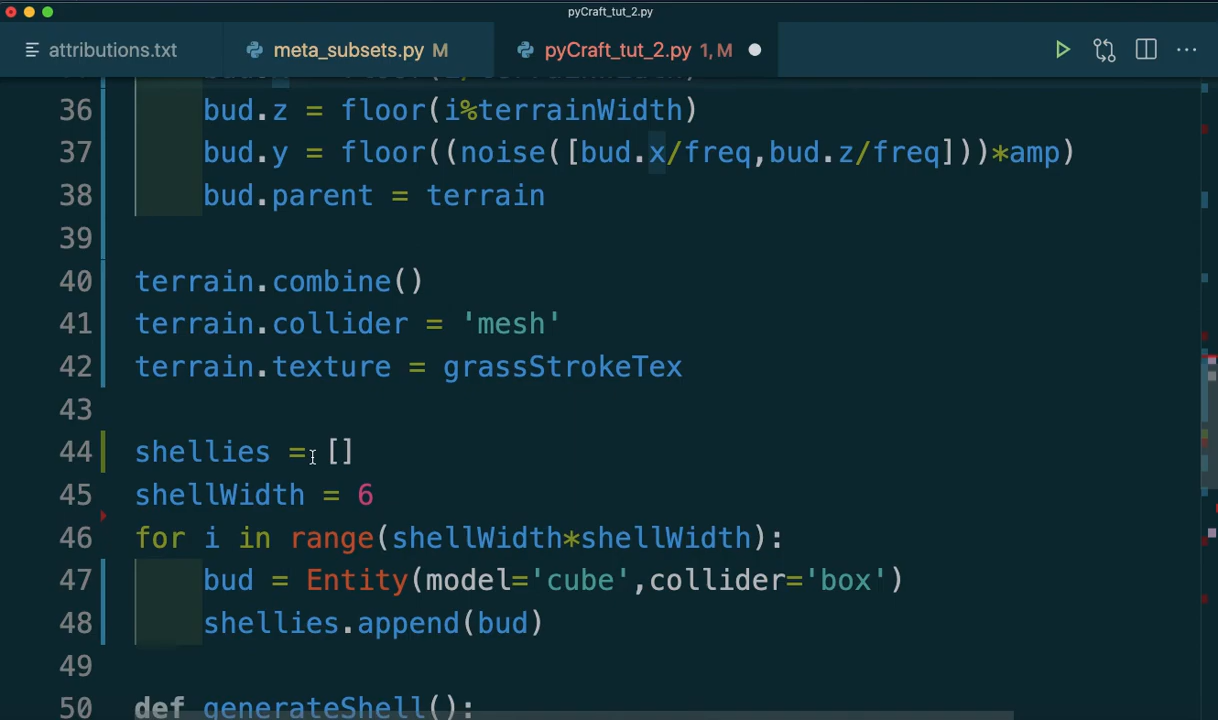 pyCraft_tut_2.py
attributions.txt meta_subsets.py M pyCraft_tut_2.py 1, M
36 bud.z = floor(i%terrainWidth)
37 bud.y = floor((noise([bud.x/freq,bud.z/freq]))*amp)
38 bud.parent = terrain
39
40 terrain.combine()
41 terrain.collider = 'mesh'
42 terrain.texture = grassStrokeTex
43
44 shellies = []
45 shellWidth = 6
46 for i in range(shellWidth*shellWidth):
47 bud = Entity(model='cube',collider='box')
48 shellies.append(bud)
49
50 def generateShell():